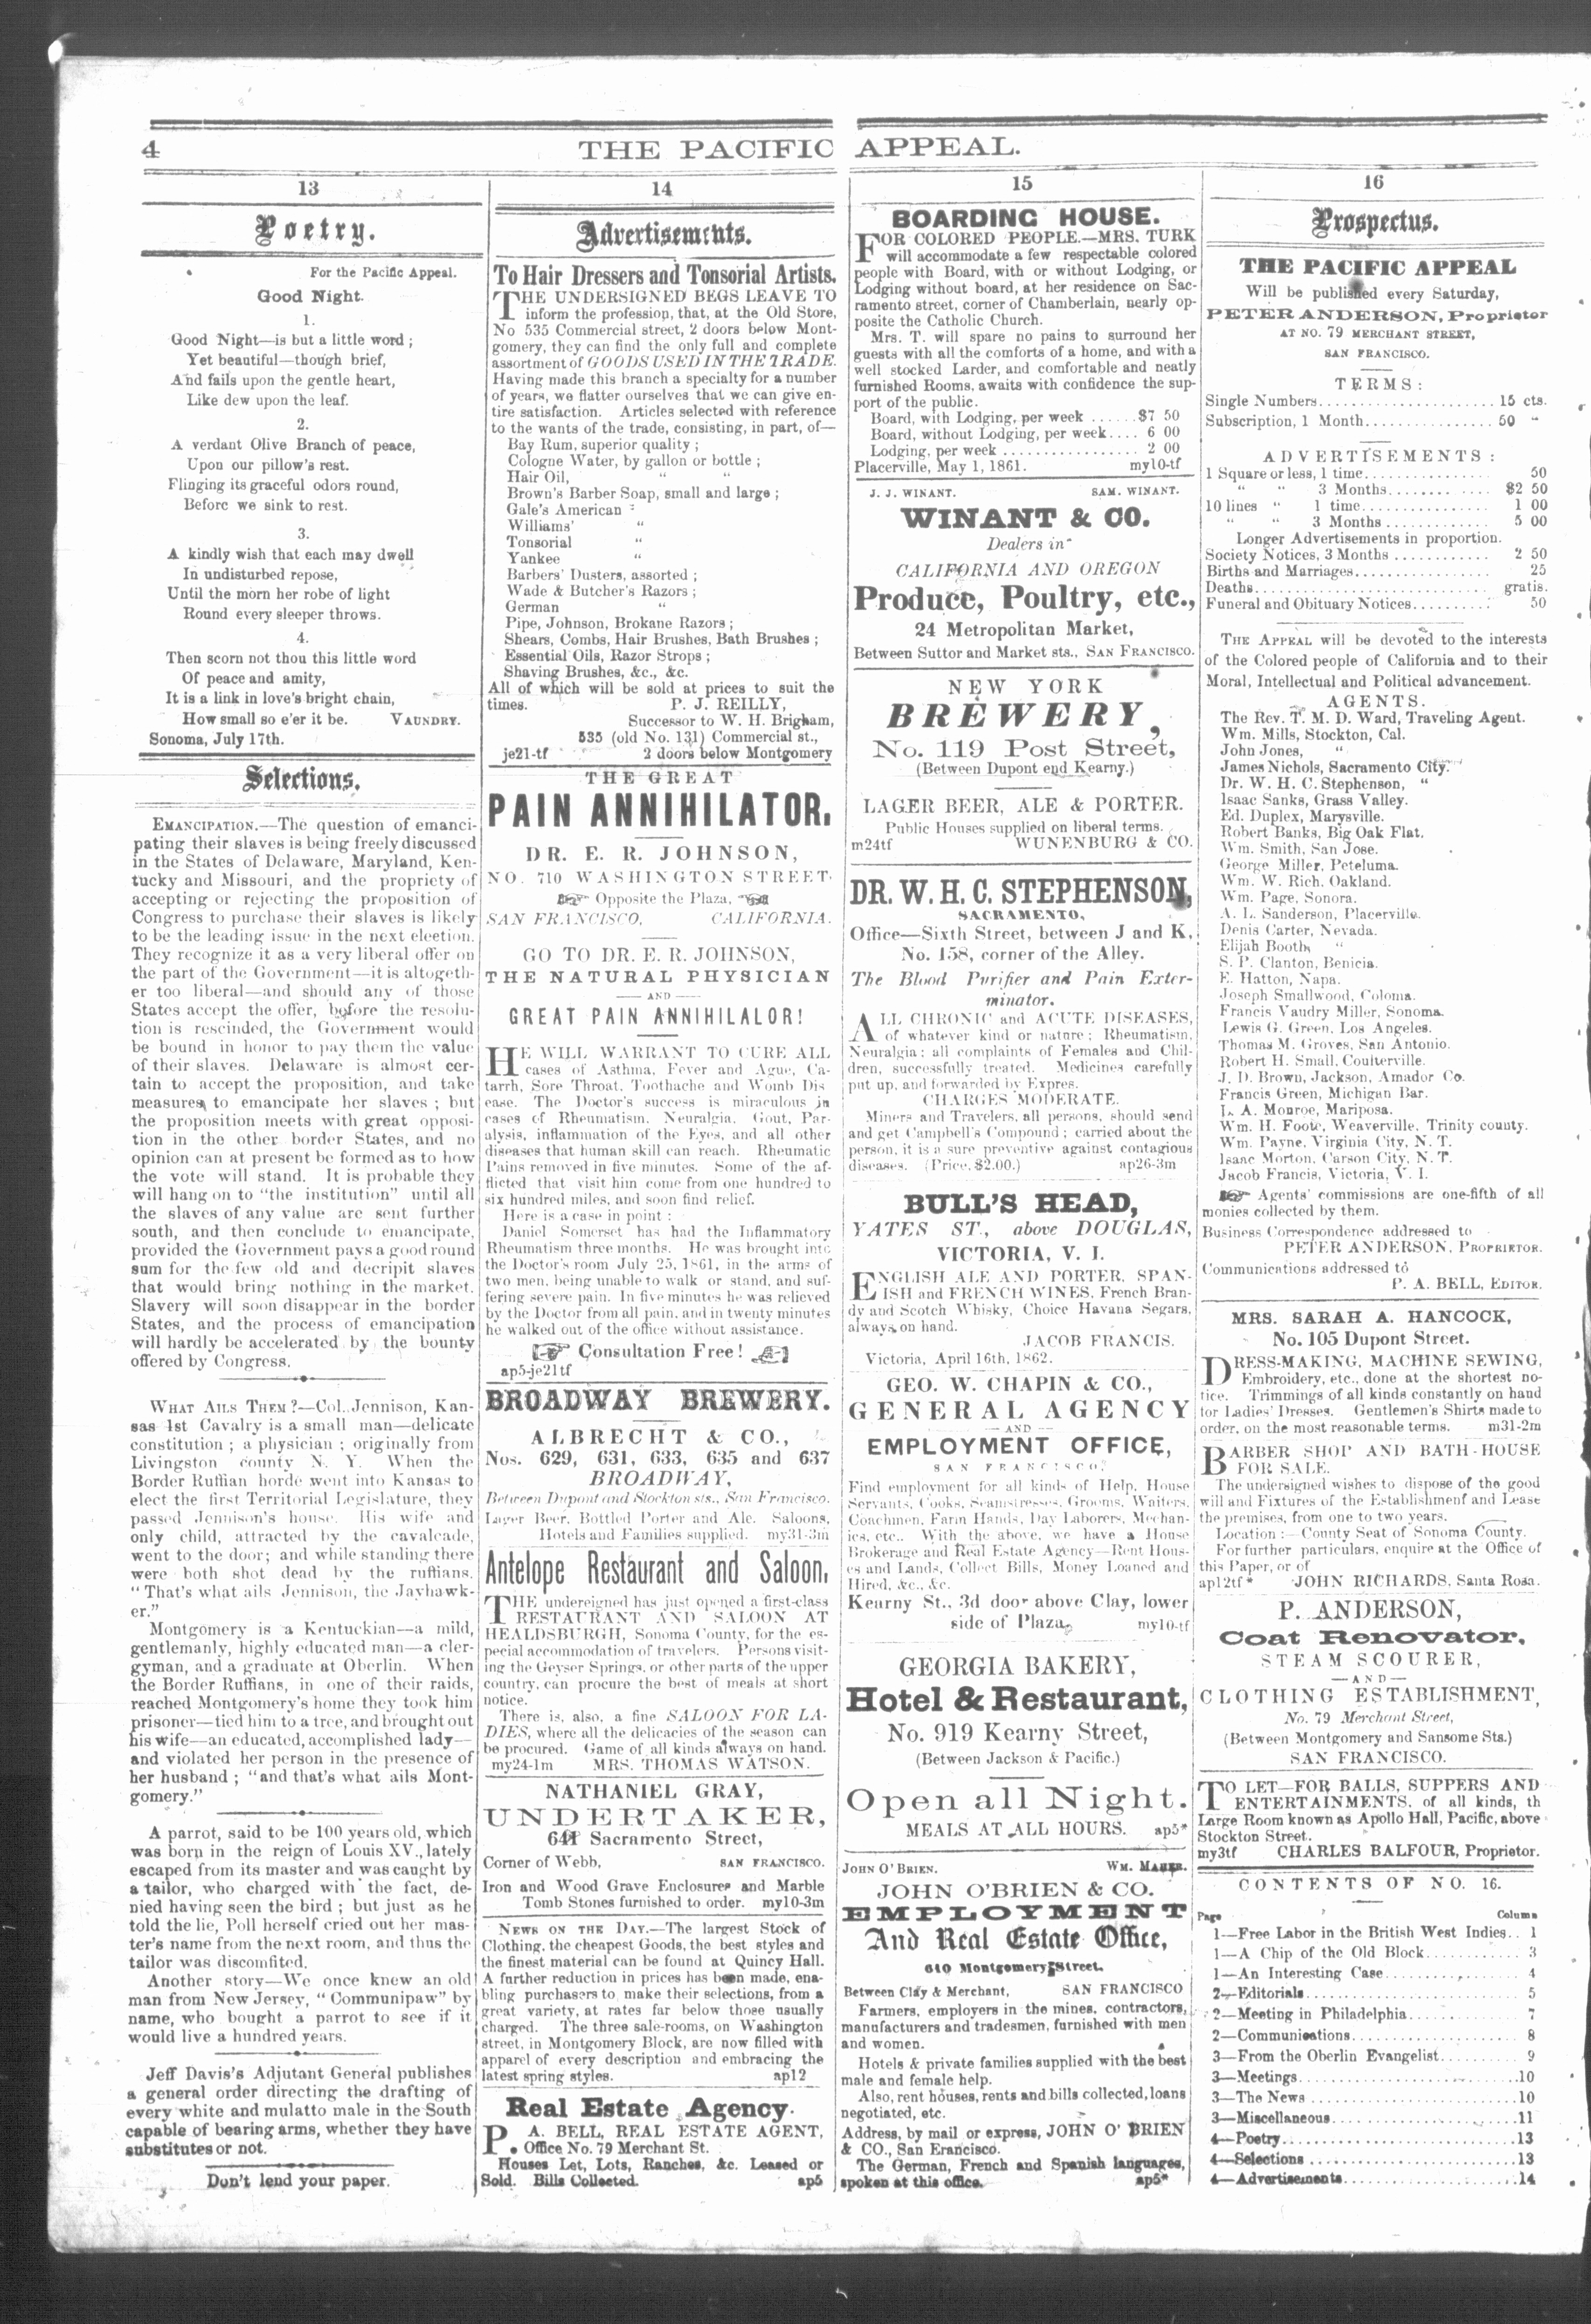 4
THE PACIFIC APPEAL.
13
Poetry.
For the Pacific Appeal.
Good Night.
1.
Good Night—is but a little word ;
Yet beautiful—though brief,
And falls upon the gentle heart,
Like dew upon the leaf.
2.
A verdant Olive Branch of peace,
Upon our pillow's rest.
Flinging its graceful odors round,
Before we sink to rest.
3.
A kindly wish that each may dwell
In undisturbed repose,
Until the morn her robe of light
Round every sleeper throws.
4.
Then scorn not thou this little word
Of peace and amity,
It is a link in love's bright chain,
How small so e'er it be. VAUNDRY.
Sonoma, July 17th.
Selections.
EMANCIPATION.—The question of emanci-
pating their slaves is being freely discussed
in the States of Delaware, Maryland, Ken-
tucky and Missouri, and the propriety of
accepting or rejecting the proposition of
Congress to purchase their slaves is likely
to be the leading issue in the next election.
They recognize it as a very liberal offer on
the part of the Government—it is altogeth-
er too liberal—and should any of those
States accept the offer, before the resolu-
tion is rescinded, the Government would
be bound in honor to pay them the value
of their slaves. Delaware is almost cer-
tain to accept the proposition, and take
measures to emancipate her slaves ; but
the proposition meets with great opposi-
tion in the other border States, and no
opinion can at present be formed as to how
the vote will stand. It is probable they
will hang on to "the institution" until all
the slaves of any value are sent further
south, and then conclude to emancipate,
provided the Government pays a good round
sum for the few old and decripit slaves
that would bring nothing in the market.
Slavery will soon disappear in the border
States, and the process of emancipation
will hardly be accelerated by the bounty
offered by Congress.
WHAT AILS THEM ?—Col. Jennison, Kan-
sas 1st Cavalry is a small man—delicate
constitution ; a physician ; originally from
Livingston county N. Y. When the
Border Ruffian horde went into Kansas to
elect the first Territorial Legislature, they
passed Jennison's house. His wife and
only child, attracted by the cavalcade,
went to the door; and while standing there
were both shot dead by the ruffians.
"That's what ails Jennison, the Jayhawk-
er."
Montgomery is a Kentuckian—a mild,
gentlemanly, highly educated man—a cler-
gyman, and a graduate at Oberlin. When
the Border Ruffians, in one of their raids,
reached Montgomery's home they took him
prisoner—tied him to a tree, and brought out
his wife—an educated, accomplished lady—
and violated her person in the presence of
her husband ; "and that's what ails Mont-
gomery."
A parrot, said to be 100 years old, which
was born in the reign of Louis XV., lately
escaped from its master and was caught by
a tailor, who charged with the fact, de-
nied having seen the bird ; but just as he
told the lie, Poll herself cried out her mas-
ter's name from the next room, and thus the
tailor was discomfited.
Another story—We once knew an old
man from New Jersey, "Communipaw" by
name, who bought a parrot to see if it
would live a hundred years.
Jeff Davis's Adjutant General publishes
a general order directing the drafting of
every white and mulatto male in the South
capable of bearing arms, whether they have
substitutes or not.
Don't lend your paper.
14
Advertisements.
To Hair Dressers and Tonsorial Artists.
THE UNDERSIGNED BEGS LEAVE TO
inform the profession, that, at the Old Store,
No 535 Commercial street, 2 doors below Mont-
gomery, they can find the only full and complete
assortment of GOODS USED IN THE TRADE.
Having made this branch a specialty for a number
of years, we flatter ourselves that we can give en-
tire satisfaction. Articles selected with reference
to the wants of the trade, consisting, in part, of—
Bay Rum, superior quality ;
Cologne Water, by gallon or bottle ;
Hair Oil, " "
Brown's Barber Soap, small and large ;
Gale's American "
Williams' "
Tonsorial "
Yankee "
Barbers' Dusters, assorted ;
Wade & Butcher's Razors ;
German "
Pipe, Johnson, Brokane Razors ;
Shears, Combs, Hair Brushes, Bath Brushes ;
Essential Oils, Razor Strops ;
Shaving Brushes, &c., &c.
All of which will be sold at prices to suit the
times. P. J. REILLY,
Successor to W. H. Brigham,
535 (old No. 131) Commercial st.,
je21-tf 2 doors below Montgomery
THE GREAT
PAIN ANNIHILATOR.
DR. E. R. JOHNSON,
NO. 710 WASHINGTON STREET.
Opposite the Plaza,
SAN FRANCISCO, CALIFORNIA.
GO TO DR. E. R. JOHNSON,
THE NATURAL PHYSICIAN
—AND—
GREAT PAIN ANNIHILALOR!
HE WILL WARRANT TO CURE ALL
cases of Asthma, Fever and Ague, Ca-
tarrh, Sore Throat, Toothache and Womb Dis
ease. The Doctor's success is miraculous in
cases of Rheumatism, Neuralgia, Gout, Par-
alysis, inflammation of the Eyes, and all other
diseases that human skill can reach. Rheumatic
Pains removed in five minutes. Some of the af-
flicted that visit him come from one hundred to
six hundred miles, and soon find relief.
Here is a case in point :
Daniel Somerset has had the Inflammatory
Rheumatism three months. He was brought into
the Doctor's room July 25, 1861, in the arms of
two men, being unable to walk or stand, and suf-
fering severe pain. In five minutes he was relieved
by the Doctor from all pain, and in twenty minutes
he walked out of the office without assistance.
Consultation Free!
ap5-je21tf
BROADWAY BREWERY.
ALBRECHT & CO.,
Nos. 629, 631, 633, 635 and 637
BROADWAY,
Between Dupont and Stockton sts., San Francisco.
Lager Beer, Bottled Porter and Ale. Saloons,
Hotels and Families supplied. my31-3m
Antelope Restaurant and Saloon,
THE undereigned has just opened a first-class
RESTAURANT AND SALOON AT
HEALDSBURGH, Sonoma County, for the es-
pecial accommodation of travelers. Persons visit-
ing the Geyser Springs, or other parts of the upper
country, can procure the best of meals at short
notice.
There is, also, a fine SALOON FOR LA-
DIES, where all the delicacies of the season can
be procured. Game of all kinds always on hand.
my24-1m MRS. THOMAS WATSON.
NATHANIEL GRAY,
UNDERTAKER,
641 Sacramento Street,
Corner of Webb, SAN FRANCISCO.
Iron and Wood Grave Enclosures and Marble
Tomb Stones furnished to order. my10-3m
NEWS ON THE DAY.—The largest Stock of
Clothing, the cheapest Goods, the best styles and
the finest material can be found at Quincy Hall.
A further reduction in prices has been made, ena-
bling purchasers to make their selections, from a
great variety, at rates far below those usually
charged. The three sale-rooms, on Washington
street, in Montgomery Block, are now filled with
apparel of every description and embracing the
latest spring styles. ap12
Real Estate Agency.
P. A. BELL, REAL ESTATE AGENT,
Office No. 79 Merchant St.
Houses Let, Lots, Ranches, &c. Leased or
Sold. Bills Collected. ap5
15
BOARDING HOUSE.
FOR COLORED PEOPLE.—MRS. TURK
will accommodate a few respectable colored
people with Board, with or without Lodging, or
Lodging without board, at her residence on Sac-
ramento street, corner of Chamberlain, nearly op-
posite the Catholic Church.
Mrs. T. will spare no pains to surround her
guests with all the comforts of a home, and with a
well stocked Larder, and comfortable and neatly
furnished Rooms, awaits with confidence the sup-
port of the public.
Board, with Lodging, per week ......$7 50
Board, without Lodging, per week.... 6 00
Lodging, per week ................ 2 00
Placerville, May 1, 1861. my10-tf
J. J. WINANT. SAM. WINANT.
WINANT & CO.
Dealers in
CALIFORNIA AND OREGON
Produce, Poultry, etc.,
24 Metropolitan Market,
Between Suttor and Market sts., SAN FRANCISCO.
NEW YORK
BREWERY,
No. 119 Post Street,
(Between Dupont end Kearny.)
LAGER BEER, ALE & PORTER.
Public Houses supplied on liberal terms.
m24tf WUNENBURG & CO.
DR. W. H. C. STEPHENSON,
SACRAMENTO,
Office—Sixth Street, between J and K,
No. 158, corner of the Alley.
The Blood Purifier and Pain Exter-
minator.
ALL CHRONIC and ACUTE DISEASES,
of whatever kind or nature ; Rheumatism,
Neuralgia ; all complaints of Females and Chil-
dren, successfully treated. Medicines carefully
put up, and forwarded by Expres.
CHARGES MODERATE.
Miners and Travelers, all persons, should send
and get Campbell's Compound ; carried about the
person, it is a sure preventive against contagious
diseases. (Price, $2.00.) ap26-3m
BULL'S HEAD,
YATES ST., above DOUGLAS,
VICTORIA, V. I.
ENGLISH ALE AND PORTER, SPAN-
ISH and FRENCH WINES, French Bran-
dy and Scotch Whisky, Choice Havana Segars,
always on hand.
JACOB FRANCIS.
Victoria, April 16th, 1862.
GEO. W. CHAPIN & CO.,
GENERAL AGENCY
—AND—
EMPLOYMENT OFFICE,
SAN FRANCISCO.
Find employment for all kinds of Help, House
Servants, Cooks, Seamstresses, Grooms, Waiters,
Coachmen, Farm Hands, Day Laborers, Mechan-
ics, etc.. With the above, we have a House
Brokerage and Real Estate Agency—Rent Hous-
es and Lands, Collect Bills, Money Loaned and
Hired, &c., &c.
Kearny St., 3d door above Clay, lower
side of Plaza, my10-tf
GEORGIA BAKERY,
Hotel & Restaurant,
No. 919 Kearny Street,
(Between Jackson & Pacific.)
Open all Night.
MEALS AT ALL HOURS. ap5*
JOHN O'BRIEN. WM. MAHER.
JOHN O'BRIEN & CO.
EMPLOYMENT
And Real Estate Office,
610 Montgomery Street.
Between Clay & Merchant, SAN FRANCISCO
Farmers, employers in the mines, contractors,
manufacturers and tradesmen, furnished with men
and women.
Hotels & private families supplied with the best
male and female help.
Also, rent houses, rents and bills collected, loans
negotiated, etc.
Address, by mail or express, JOHN O' BRIEN
& CO., San Erancisco.
The German, French and Spanish languages,
spoken at this office. ap5*
16
Prospectus.
THE PACIFIC APPEAL
Will be published every Saturday,
PETER ANDERSON, Proprietor
AT NO. 79 MERCHANT STREET,
SAN FRANCISCO.
TERMS:
Single Numbers...................... 15 cts.
Subscription, 1 Month................ 50 "
ADVERTISEMENTS:
1 Square or less, 1 time................ 50
" " 3 Months............. $2 50
10 lines " 1 time................ 1 00
" " 3 Months ............. 5 00
Longer Advertisements in proportion.
Society Notices, 3 Months ............ 2 50
Births and Marriages................. 25
Deaths............................. gratis.
Funeral and Obituary Notices.......... 50
THE APPEAL will be devoted to the interests
of the Colored people of California and to their
Moral, Intellectual and Political advancement.
AGENTS.
The Rev. T. M. D. Ward, Traveling Agent.
Wm. Mills, Stockton, Cal.
John Jones, "
James Nichols, Sacramento City.
Dr. W. H. C. Stephenson, "
Isaac Sanks, Grass Valley.
Ed. Duplex, Marysville.
Robert Banks, Big Oak Flat.
Wm. Smith, San Jose.
George Miller, Peteluma.
Wm. W. Rich, Oakland.
Wm. Page, Sonora.
A. L. Sanderson, Placerville.
Denis Carter, Nevada.
Elijah Booth, "
S. P. Clanton, Benicia.
E. Hatton, Napa.
Joseph Smallwood, Coloma.
Francis Vaudry Miller, Sonoma.
Lewis G. Green, Los Angeles.
Thomas M. Groves, San Antonio.
Robert H. Small, Coulterville.
J. D. Brown, Jackson, Amador Co.
Francis Green, Michigan Bar.
L. A. Monroe, Mariposa.
Wm. H. Foote, Weaverville, Trinity county.
Wm. Payne, Virginia City, N. T.
Isaac Morton, Carson City, N. T.
Jacob Francis, Victoria, V. I.
Agents' commissions are one-fifth of all
monies collected by them.
Business Correspondence addressed to
PETER ANDERSON, PROPRIETOR.
Communications addressed to
P. A. BELL, EDITOR.
MRS. SARAH A. HANCOCK,
No. 105 Dupont Street.
DRESS-MAKING, MACHINE SEWING,
Embroidery, etc., done at the shortest no-
tice. Trimmings of all kinds constantly on hand
tor Ladies' Dresses. Gentlemen's Shirts made to
order, on the most reasonable terms. m31-2m
BARBER SHOP AND BATH-HOUSE
FOR SALE.
The undersigned wishes to dispose of the good
will and Fixtures of the Establishment and Lease
the premises, from one to two years.
Location :—County Seat of Sonoma County.
For further particulars, enquire at the Office of
this Paper, or of
ap12tf* JOHN RICHARDS, Santa Rosa.
P. ANDERSON,
Coat Renovator,
STEAM SCOURER,
—AND—
CLOTHING ESTABLISHMENT,
No. 79 Merchant Street,
(Between Montgomery and Sansome Sts.)
SAN FRANCISCO.
TO LET—FOR BALLS, SUPPERS AND
ENTERTAINMENTS, of all kinds, th
Large Room known as Apollo Hall, Pacific, above
Stockton Street.
my3tf CHARLES BALFOUR, Proprietor.
CONTENTS OF NO. 16.
Page Column
1—Free Labor in the British West Indies.. 1
1—A Chip of the Old Block............ 3
1—An Interesting Case................. 4
2—Editorials.......................... 5
2—Meeting in Philadelphia.............. 7
2—Communications.................... 8
3—From the Oberlin Evangelist.......... 9
3—Meetings...........................10
3—The News .........................10
3—Miscellaneous.......................11
4—Poetry.............................13
4—Selections .........................13
4—Advertisements.....................14